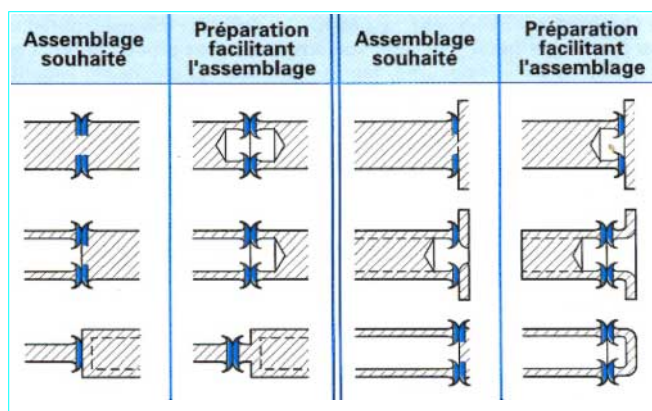 Assemblage
souhaité
Préparation
facilitant
l'assemblage
Assemblage
souhaité
Préparation
facilitant
l'assemblage